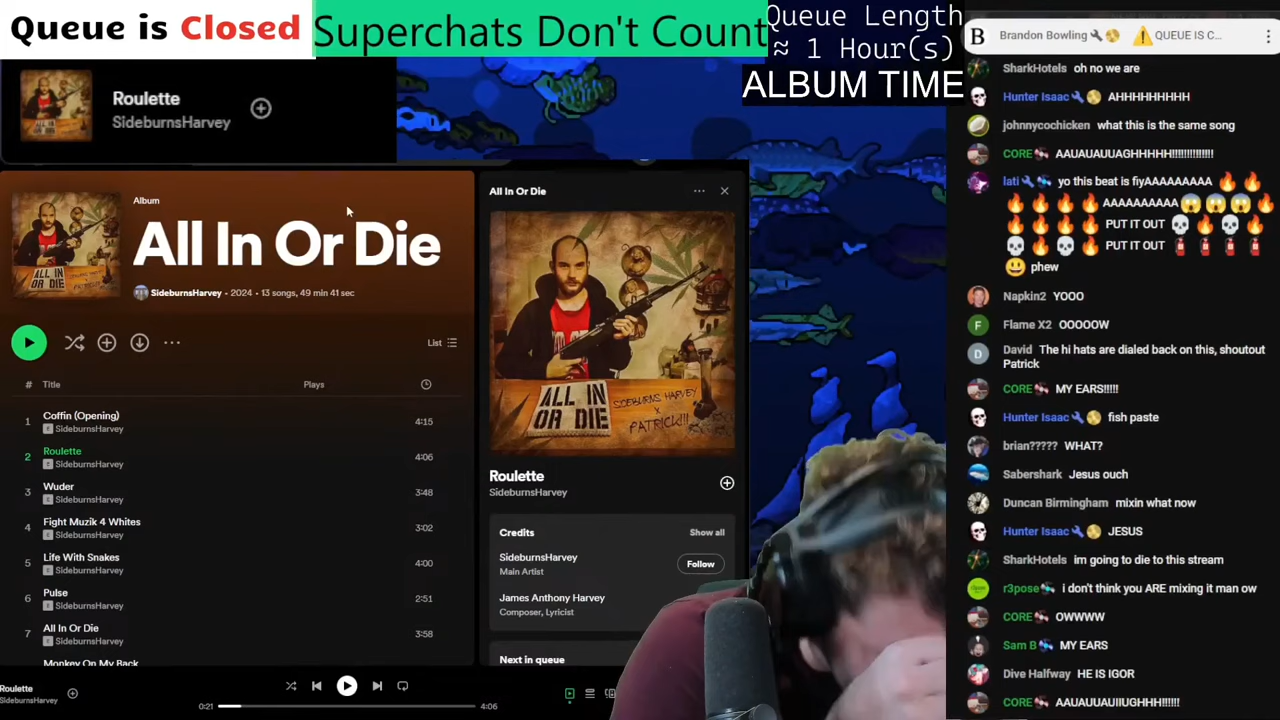 Queue is Closed
Superchats Don't Count
Queue Length
≈ 1 Hour(s)
ALBUM TIME
Roulette
SideburnsHarvey
Album
All In Or Die
SideburnsHarvey • 2024 • 13 songs, 49 min 41 sec
List
# Title Plays
1 Coffin (Opening) 4:15
E SideburnsHarvey
2 Roulette 4:06
E SideburnsHarvey
3 Wuder 3:48
E SideburnsHarvey
4 Fight Muzik 4 Whites 3:02
E SideburnsHarvey
5 Life With Snakes 4:00
E SideburnsHarvey
6 Pulse 2:51
E SideburnsHarvey
7 All In Or Die 3:58
E SideburnsHarvey
Monkey On My Back
All In Or Die
ALL IN
OR DIE
SIDEBURNS HARVEY
X
PATRICK!!!
Roulette
SideburnsHarvey
Credits Show all
SideburnsHarvey
Main Artist
Follow
James Anthony Harvey
Composer, Lyricist
Next in queue
Roulette
SideburnsHarvey
0:21 4:06
B Brandon Bowling QUEUE IS C...
SharkHotels oh no we are
Hunter Isaac AHHHHHHHHH
johnnycochicken what this is the same song
CORE AAUAUAUUAGHHHHH!!!!!!!!!!!!!!
lati yo this beat is fiyAAAAAAAAA 🔥🔥
🔥🔥🔥🔥AAAAAAAAAA😱😱😱🔥
🔥🔥🔥🔥 PUT IT OUT 💀🔥💀🔥
💀🔥💀🔥 PUT IT OUT 🧯🧯🧯🧯
😃 phew
Napkin2 YOOO
F Flame X2 OOOOOW
D David The hi hats are dialed back on this, shoutout
Patrick
CORE MY EARS!!!!!
Hunter Isaac fish paste
brian????? WHAT?
Sabershark Jesus ouch
Duncan Birmingham mixin what now
Hunter Isaac JESUS
SharkHotels im going to die to this stream
r3pose i don't think you ARE mixing it man ow
CORE OWWWW
Sam B MY EARS
Dive Halfway HE IS IGOR
CORE AAUAUAUIIUGHHH!!!!!!